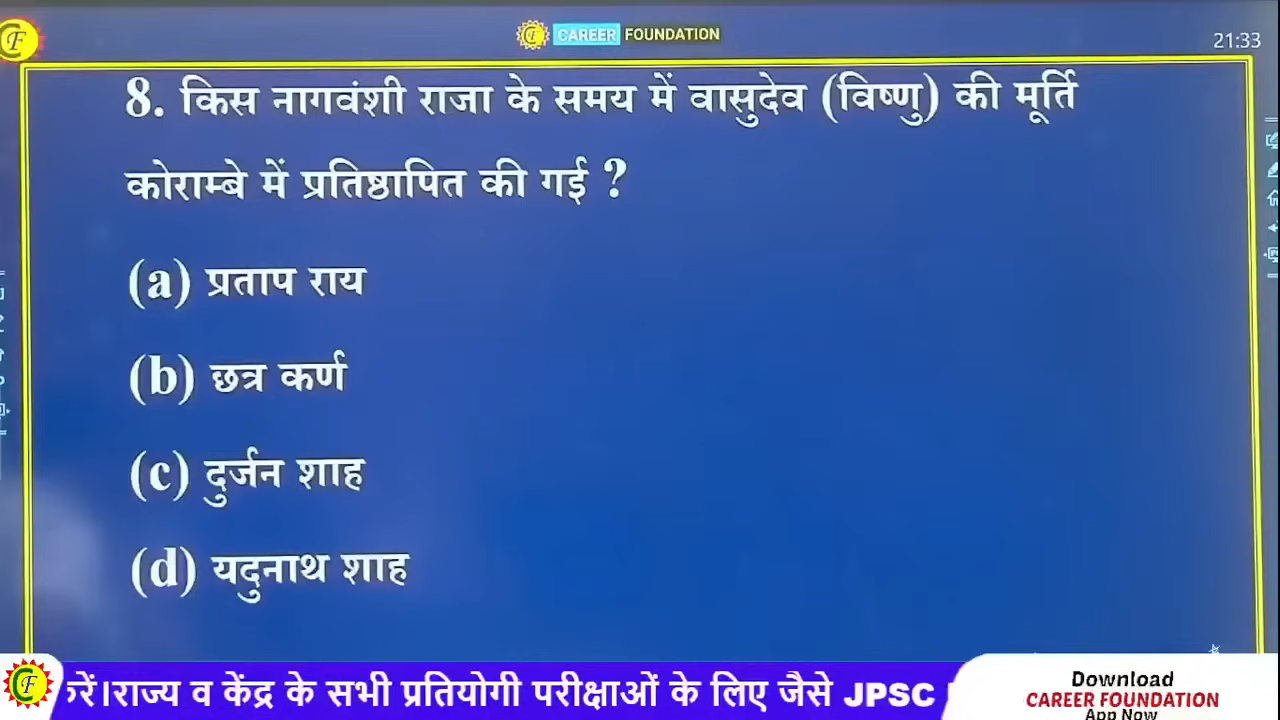 CF
CAREER FOUNDATION
21:33
8. किस नागवंशी राजा के समय में वासुदेव (विष्णु) की मूर्ति
कोराम्बे में प्रतिष्ठापित की गई ?
(a) प्रताप राय
(b) छत्र कर्ण
(c) दुर्जन शाह
(d) यदुनाथ शाह
राज्य व केंद्र के सभी प्रतियोगी परीक्षाओं के लिए जैसे JPSC
Download
CAREER FOUNDATION
App Now